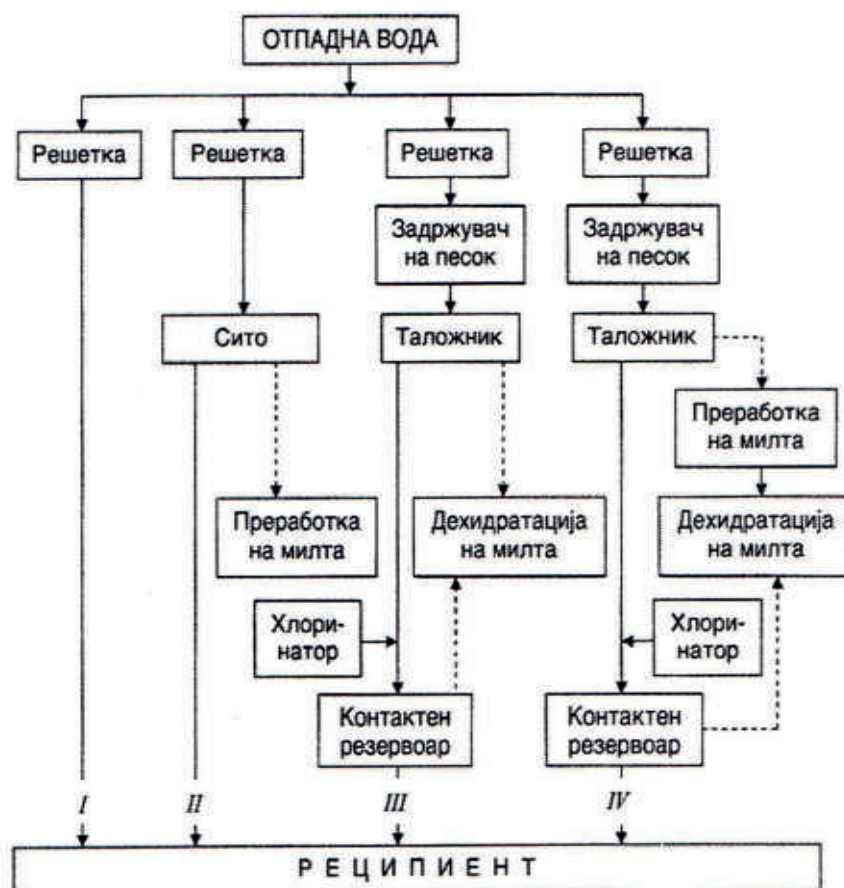 ОТПАДНА ВОДА
Решетка
Решетка
Решетка
Решетка
Задржувач
на песок
Задржувач
на песок
Сито
Таложник
Таложник
Преработка
на милта
Преработка
на милта
Дехидратација
на милта
Дехидратација
на милта
Хлори-
натор
Хлори-
натор
Контактен
резервоар
Контактен
резервоар
I
II
III
IV
РЕЦИПИЕНТ